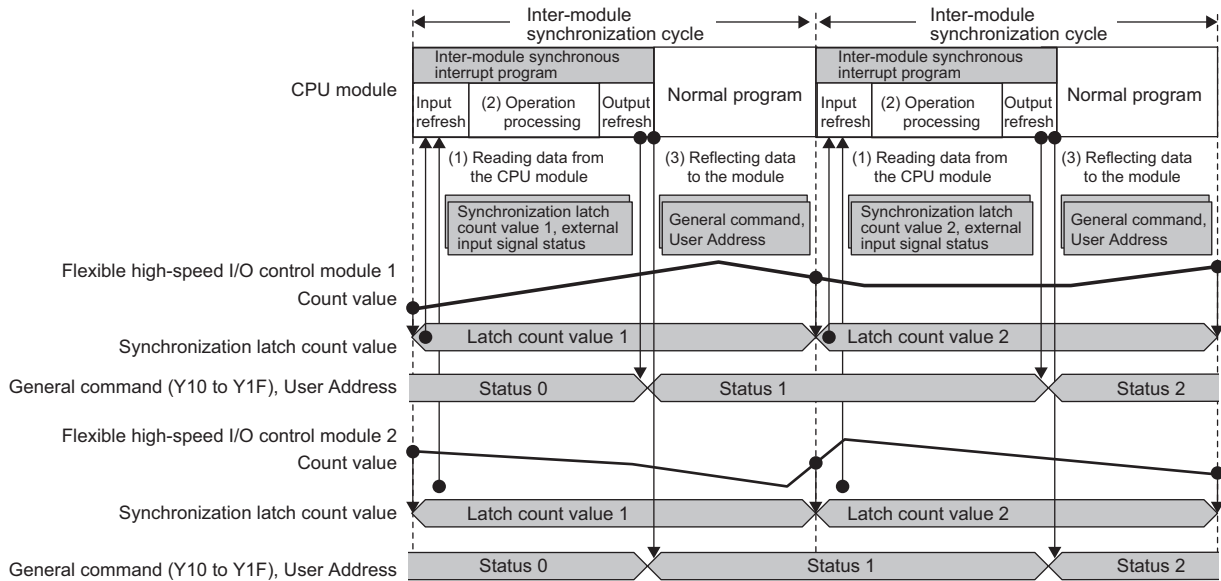 Inter-module
synchronization cycle
Inter-module
synchronization cycle
CPU module
Inter-module synchronous
interrupt program
Input
refresh
(2) Operation
processing
Output
refresh
Normal program
Inter-module synchronous
interrupt program
Input
refresh
(2) Operation
processing
Output
refresh
Normal program
(1) Reading data from
the CPU module
(3) Reflecting data
to the module
(1) Reading data from
the CPU module
(3) Reflecting data
to the module
Synchronization latch
count value 1, external
input signal status
General command,
User Address
Synchronization latch
count value 2, external
input signal status
General command,
User Address
Flexible high-speed I/O control module 1
Count value
Synchronization latch count value
Latch count value 1
Latch count value 2
General command (Y10 to Y1F), User Address
Status 0
Status 1
Status 2
Flexible high-speed I/O control module 2
Count value
Synchronization latch count value
Latch count value 1
Latch count value 2
General command (Y10 to Y1F), User Address
Status 0
Status 1
Status 2